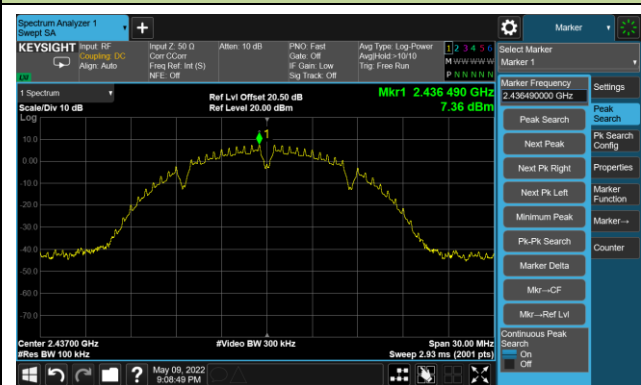 Spectrum Analyzer 1
Swept SA
Marker
KEYSIGHT
Input: RF
Coupling: DC
Align: Auto
Input Z: 50 Ω
Corr CCorr
Freq Ref: Int (S)
NFE: Off
Atten: 10 dB
PNO: Fast
Gate: Off
IF Gain: Low
Sig Track: Off
Avg Type: Log-Power
Avg|Hold:>10/10
Trig: Free Run
1 2 3 4 5 6
M W W W W W
P N N N N N
LXI
Select Marker
Marker 1
1 Spectrum
Scale/Div 10 dB
Log
Ref Lvl Offset 20.50 dB
Ref Level 20.00 dBm
Mkr1 2.436 490 GHz
7.36 dBm
1
10.0
0.00
-10.0
-20.0
-30.0
-40.0
-50.0
-60.0
-70.0
Center 2.43700 GHz
#Res BW 100 kHz
#Video BW 300 kHz
Span 30.00 MHz
Sweep 2.93 ms (2001 pts)
Marker Frequency
2.436490000 GHz
Peak Search
Next Peak
Next Pk Right
Next Pk Left
Minimum Peak
Pk-Pk Search
Marker Delta
Mkr→CF
Mkr→Ref Lvl
Continuous Peak
Search
On
Off
Settings
Peak
Search
Pk Search
Config
Properties
Marker
Function
Marker→
Counter
?
May 09, 2022
9:08:49 PM